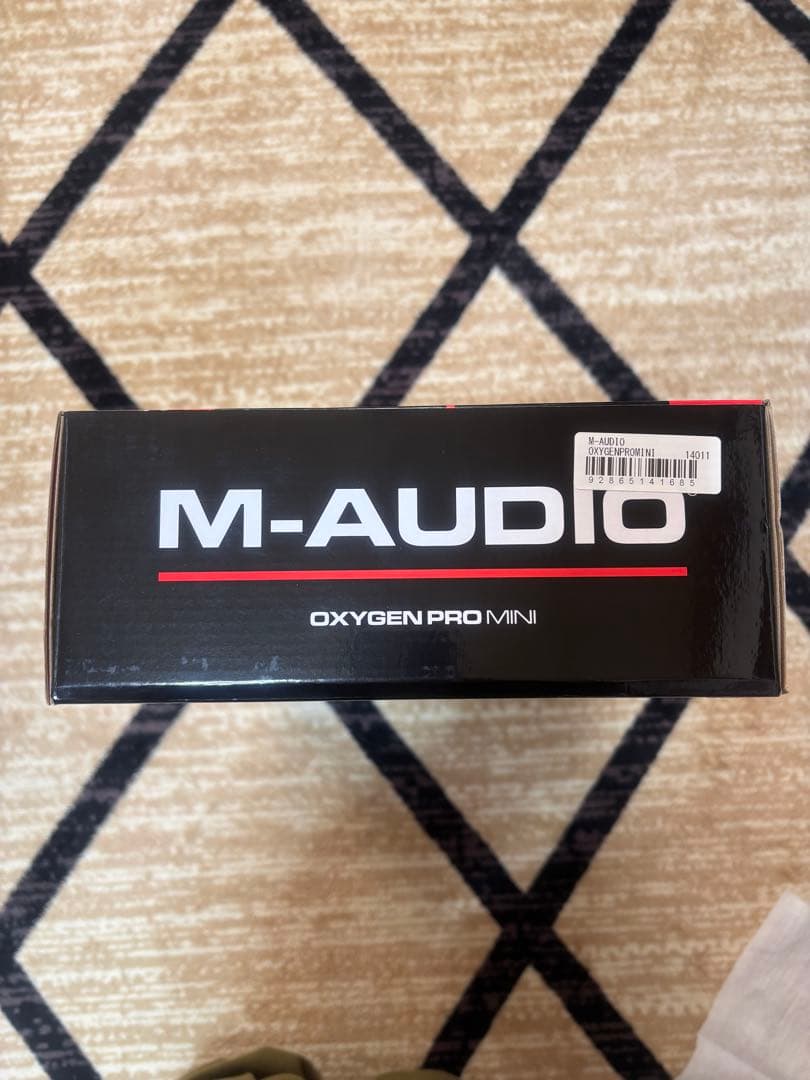 M-AUDIO
OXYGENPROMINI 14011
92865141685
M-AUDIO
OXYGEN PRO MINI